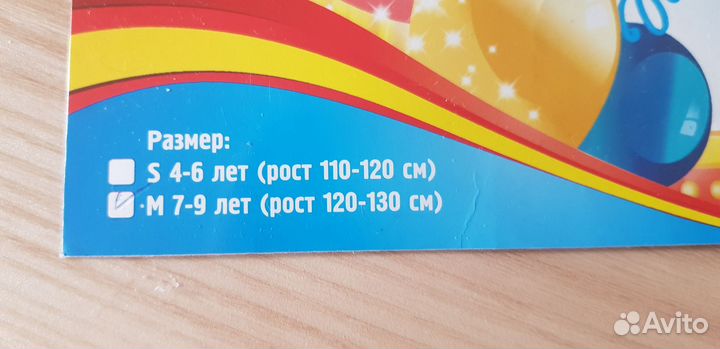 Размер:
S 4-6 лет (рост 110-120 см)
M 7-9 лет (рост 120-130 см)
Avito